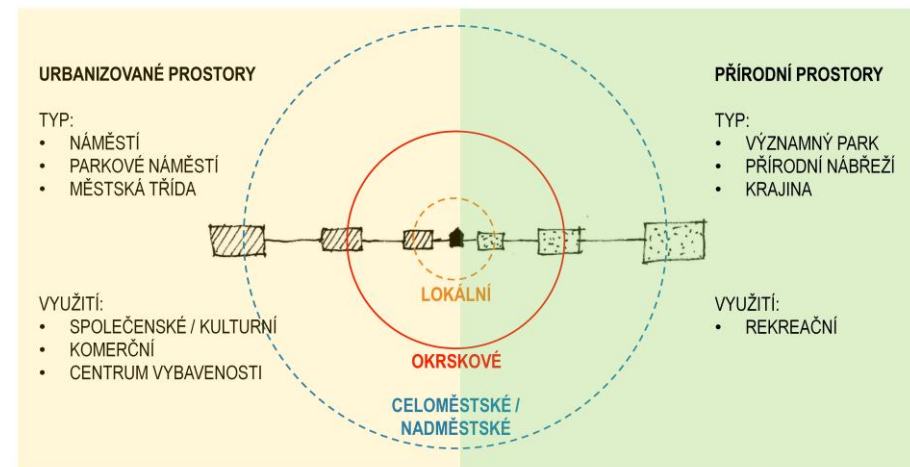 URBANIZOVANÉ PROSTORY
TYP:
• NÁMĚSTÍ
• PARKOVÉ NÁMĚSTÍ
• MĚSTSKÁ TŘÍDA
VYUŽITÍ:
• SPOLEČENSKÉ / KULTURNÍ
• KOMERČNÍ
• CENTRUM VYBAVENOSTI
LOKÁLNÍ
OKRSKOVÉ
CELOMĚSTSKÉ /
NADMĚSTSKÉ
PŘÍRODNÍ PROSTORY
TYP:
• VÝZNAMNÝ PARK
• PŘÍRODNÍ NÁBŘEŽÍ
• KRAJINA
VYUŽITÍ:
• REKREAČNÍ